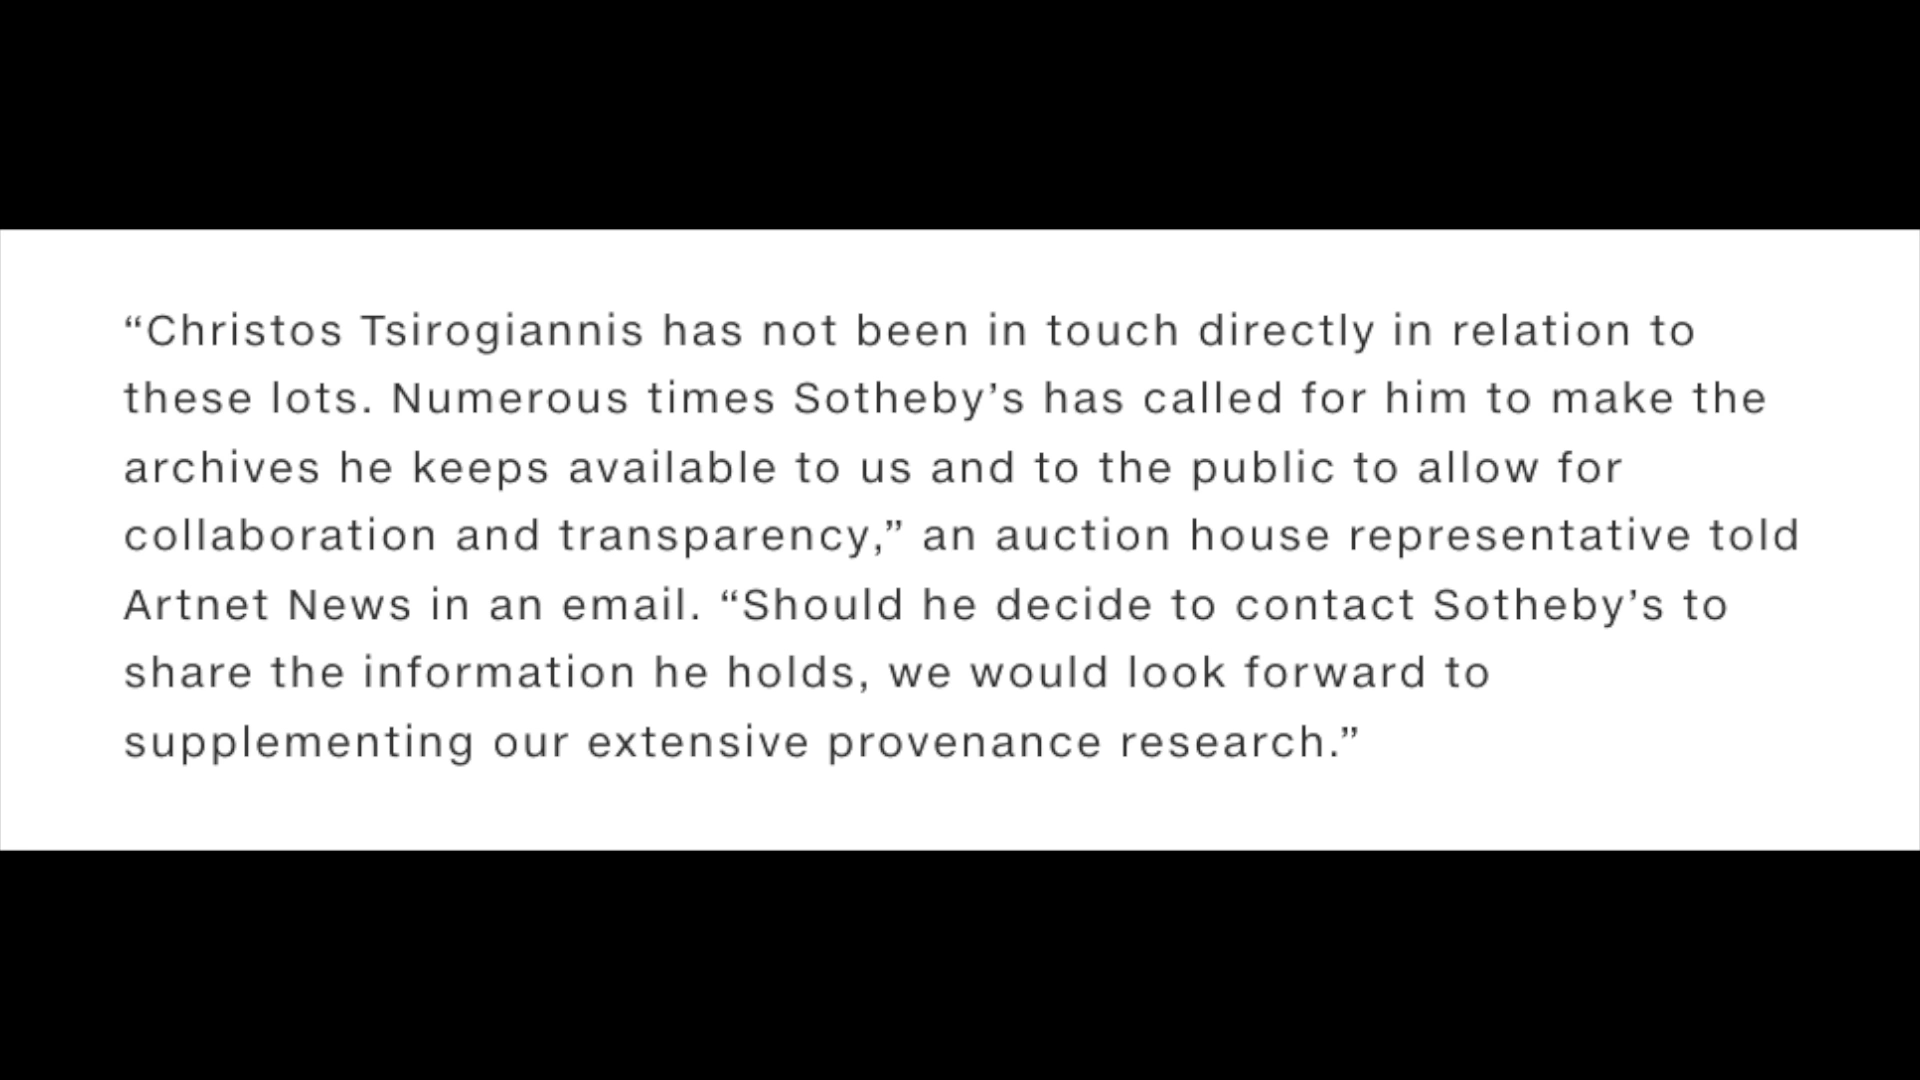 “Christos Tsirogiannis has not been in touch directly in relation to
these lots. Numerous times Sotheby’s has called for him to make the
archives he keeps available to us and to the public to allow for
collaboration and transparency,” an auction house representative told
Artnet News in an email. “Should he decide to contact Sotheby’s to
share the information he holds, we would look forward to
supplementing our extensive provenance research.”